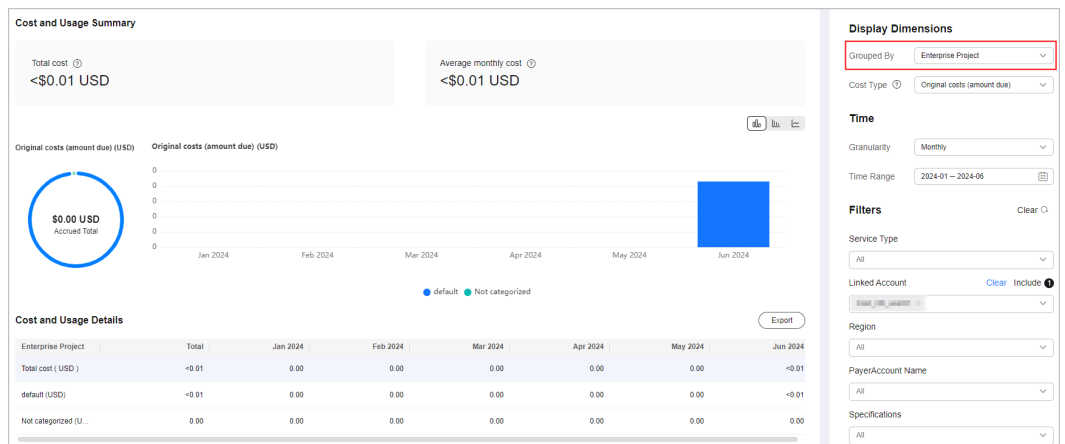 Cost and Usage Summary
Total cost
<$0.01 USD
Average monthly cost
<$0.01 USD
Original costs (amount due) (USD)
Original costs (amount due) (USD)
$0.00 USD
Accrued Total
0
0
0
0
0
0
Jan 2024 Feb 2024 Mar 2024 Apr 2024 May 2024 Jun 2024
default Not categorized
Cost and Usage Details
Export
Enterprise Project Total Jan 2024 Feb 2024 Mar 2024 Apr 2024 May 2024 Jun 2024
Total cost ( USD ) <0.01 0.00 0.00 0.00 0.00 0.00 <0.01
default (USD) <0.01 0.00 0.00 0.00 0.00 0.00 <0.01
Not categorized (U... 0.00 0.00 0.00 0.00 0.00 0.00 0.00
Display Dimensions
Grouped By Enterprise Project
Cost Type Original costs (amount due)
Time
Granularity Monthly
Time Range 2024-01 – 2024-06
Filters Clear
Service Type
All
Linked Account Clear Include 1
Region
All
PayerAccount Name
All
Specifications
All